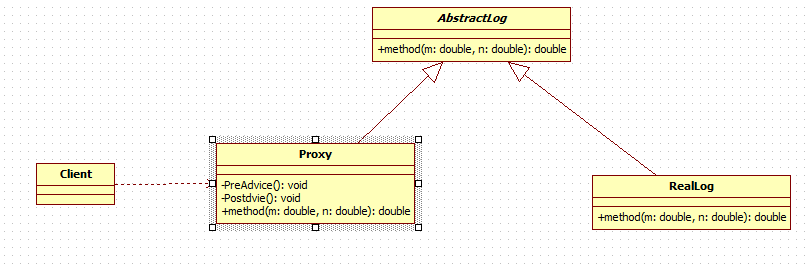 AbstractLog
+method(m: double, n: double): double
Proxy
-PreAdvice(): void
-Postdvie(): void
+method(m: double, n: double): double
Client
RealLog
+method(m: double, n: double): double